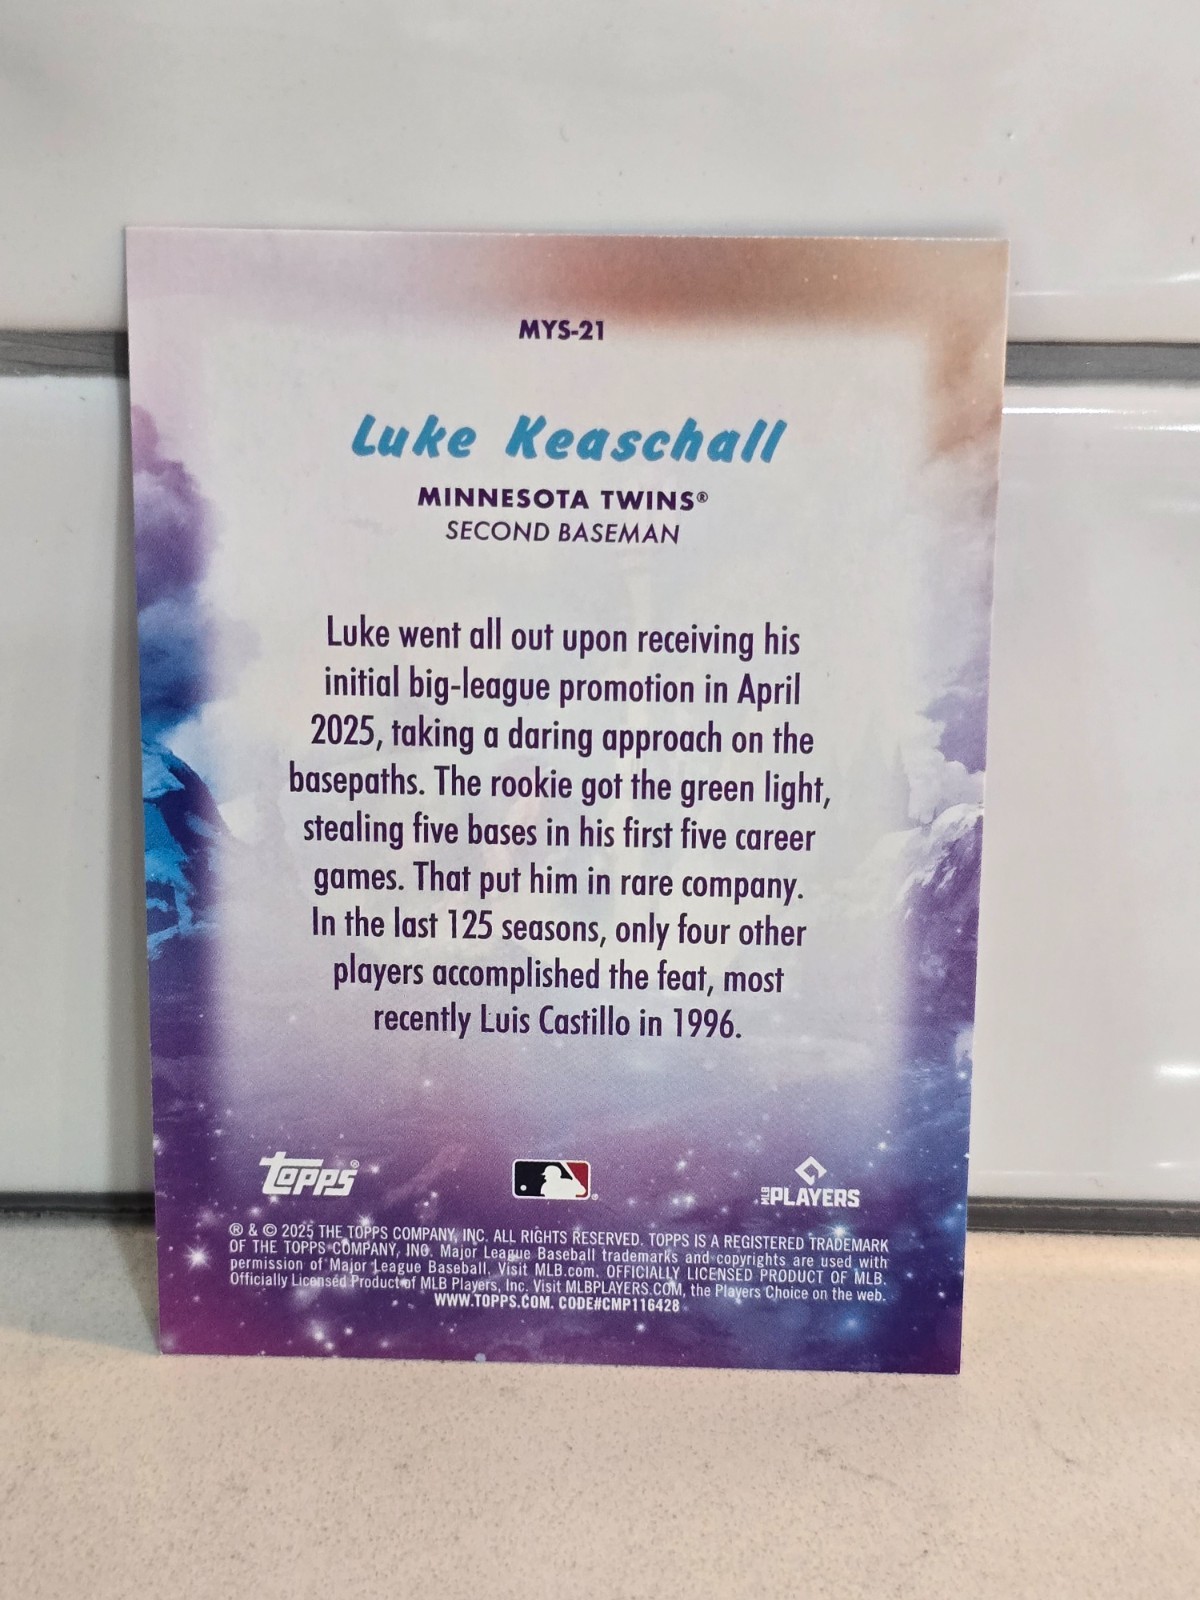 MYS-21
Luke Keaschall
MINNESOTA TWINS®
SECOND BASEMAN
Luke went all out upon receiving his
initial big-league promotion in April
2025, taking a daring approach on the
basepaths. The rookie got the green light,
stealing five bases in his first five career
games. That put him in rare company.
In the last 125 seasons, only four other
players accomplished the feat, most
recently Luis Castillo in 1996.
TOPPS®
MLB PLAYERS
® & © 2025 THE TOPPS COMPANY, INC. ALL RIGHTS RESERVED. TOPPS IS A REGISTERED TRADEMARK
OF THE TOPPS COMPANY, INC. Major League Baseball trademarks and copyrights are used with
permission of Major League Baseball. Visit MLB.com. OFFICIALLY LICENSED PRODUCT OF MLB.
Officially Licensed Product of MLB Players, Inc. Visit MLBPLAYERS.COM, the Players Choice on the web.
WWW.TOPPS.COM. CODE#CMP116428